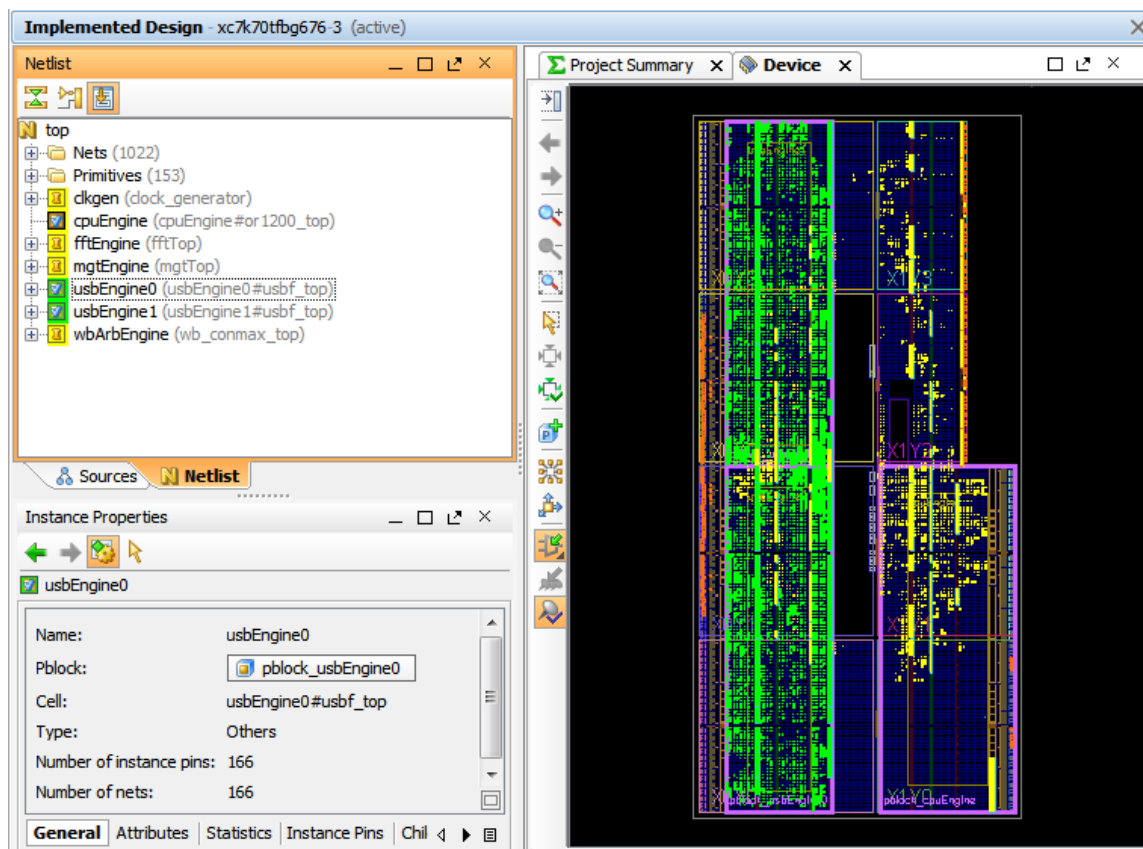 Implemented Design - xc7k70tfbg676-3 (active)
Netlist
top
Nets (1022)
Primitives (153)
clkgen (clock_generator)
cpuEngine (cpuEngine#or1200_top)
fftEngine (fftTop)
mgtEngine (mgtTop)
usbEngine0 (usbEngine0#usbf_top)
usbEngine1 (usbEngine1#usbf_top)
wbArbEngine (wb_conmax_top)
Sources
Netlist
Instance Properties
usbEngine0
Name: usbEngine0
Pblock: pblock_usbEngine0
Cell: usbEngine0#usbf_top
Type: Others
Number of instance pins: 166
Number of nets: 166
General Attributes Statistics Instance Pins Chil
Project Summary
Device
X1Y0
pblock_cpuEngine